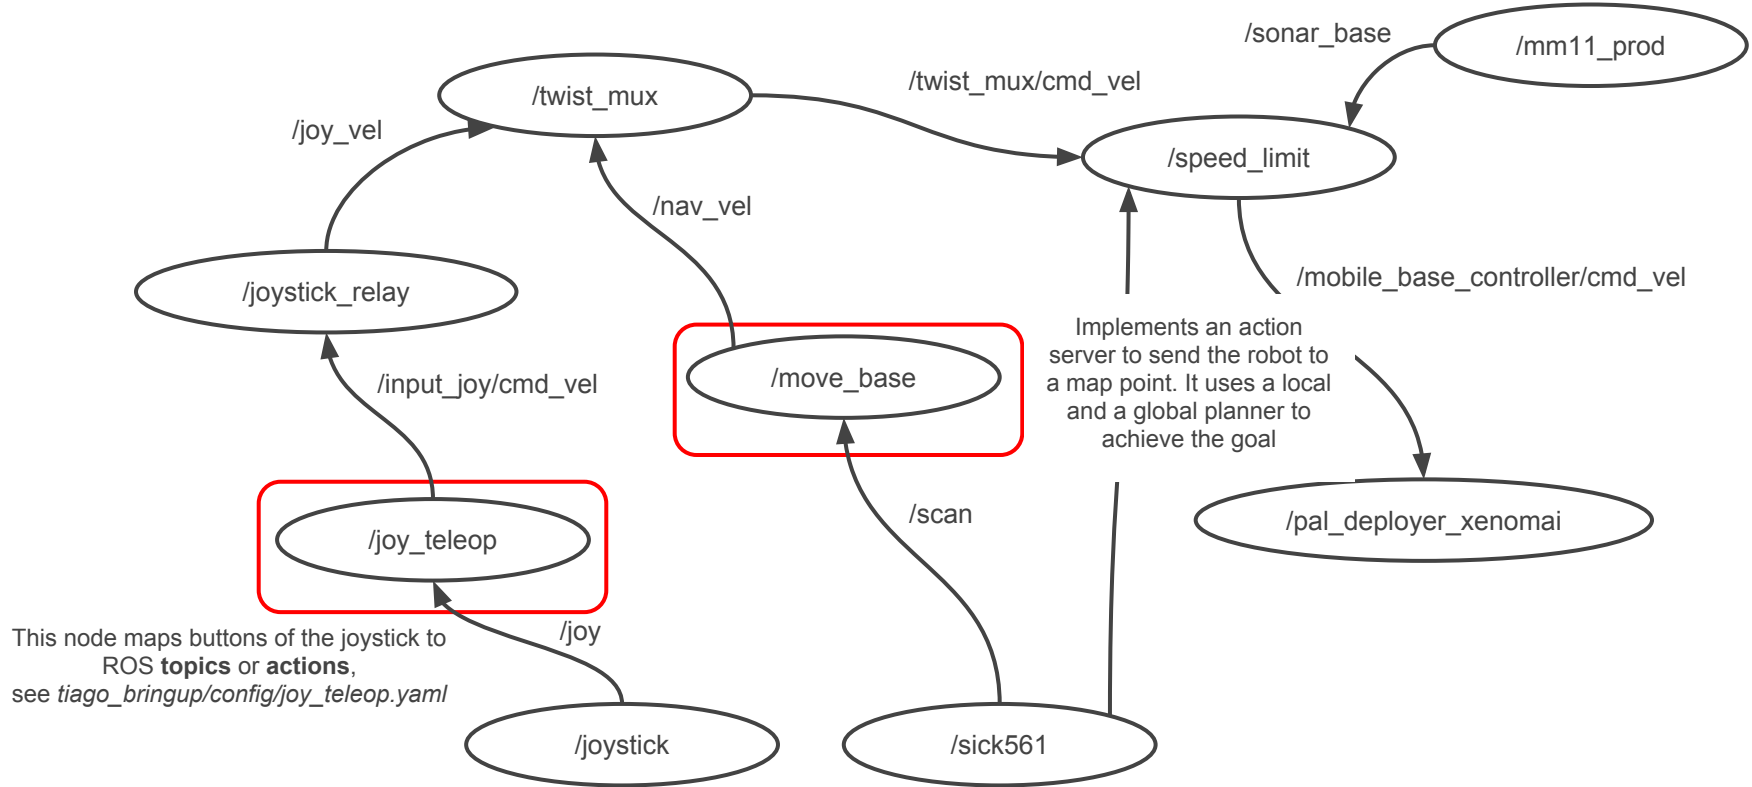 /sonar_base
/mm11_prod
/twist_mux
/twist_mux/cmd_vel
/joy_vel
/speed_limit
/nav_vel
/joystick_relay
/mobile_base_controller/cmd_vel
Implements an action
server to send the robot to
a map point. It uses a local
and a global planner to
achieve the goal
/move_base
/input_joy/cmd_vel
/scan
/pal_deployer_xenomai
/joy_teleop
/joy
This node maps buttons of the joystick to
ROS topics or actions,
see tiago_bringup/config/joy_teleop.yaml
/joystick
/sick561